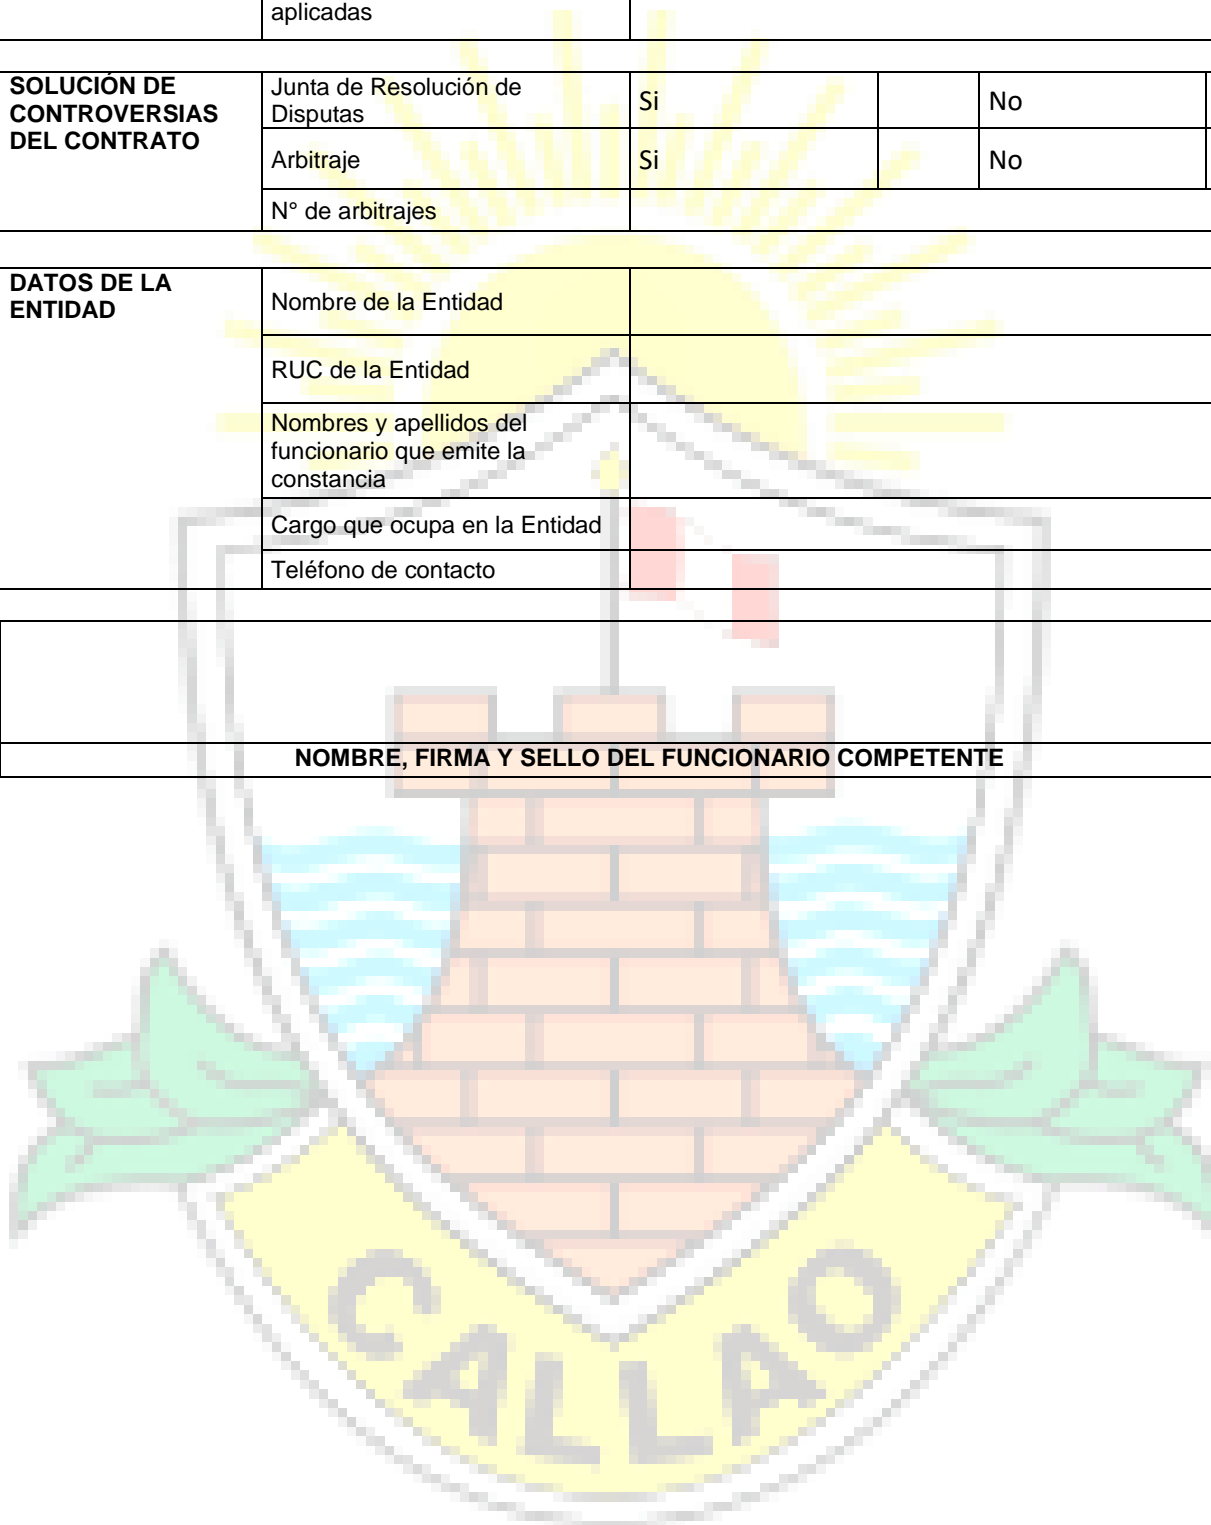 aplicadas
SOLUCIÓN DE
CONTROVERSIAS
DEL CONTRATO
Junta de Resolución de
Disputas
Si
No
Arbitraje
Si
No
N° de arbitrajes
DATOS DE LA
ENTIDAD
Nombre de la Entidad
RUC de la Entidad
Nombres y apellidos del
funcionario que emite la
constancia
Cargo que ocupa en la Entidad
Teléfono de contacto
NOMBRE, FIRMA Y SELLO DEL FUNCIONARIO COMPETENTE
CALLAO